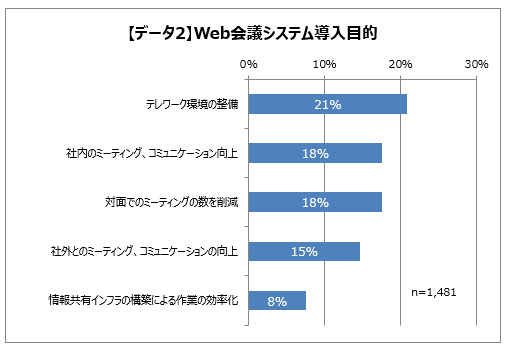 【データ2】Web会議システム導入目的
0% 10% 20% 30%
テレワーク環境の整備 21%
社内のミーティング、コミュニケーション向上 18%
対面でのミーティングの数を削減 18%
社外とのミーティング、コミュニケーションの向上 15%
情報共有インフラの構築による作業の効率化 8%
n=1,481